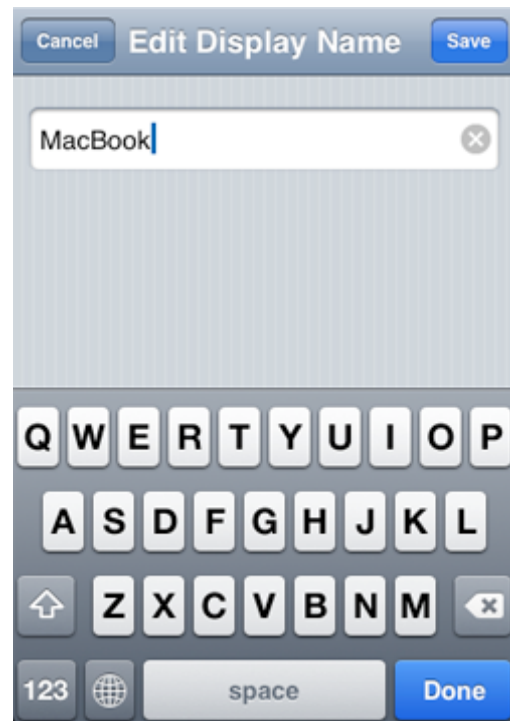 Cancel Edit Display Name Save
MacBook
Q W E R T Y U I O P
A S D F G H J K L
Z X C V B N M
123 space Done